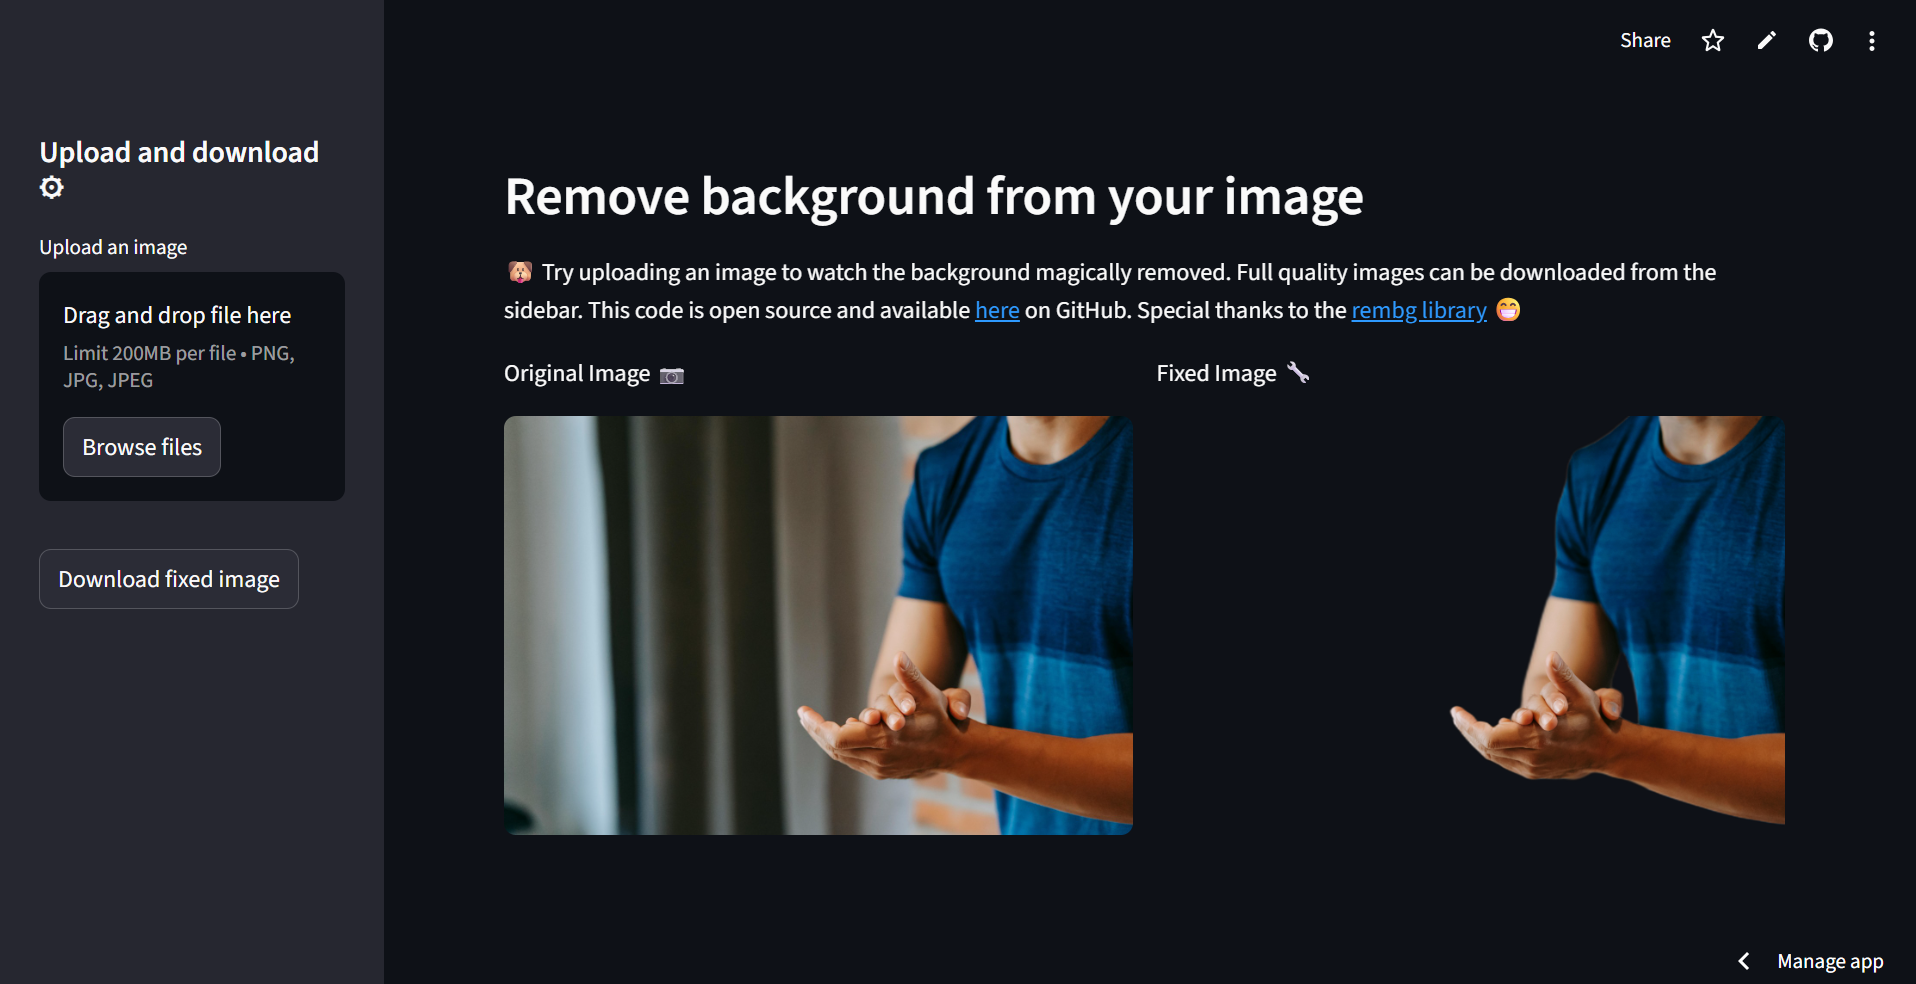 Share
Upload and download
Upload an image
Drag and drop file here
Limit 200MB per file • PNG,
JPG, JPEG
Browse files
Download fixed image
Remove background from your image
🐶 Try uploading an image to watch the background magically removed. Full quality images can be downloaded from the
sidebar. This code is open source and available here on GitHub. Special thanks to the rembg library 😁
Original Image 📷
Fixed Image 🔧
Manage app